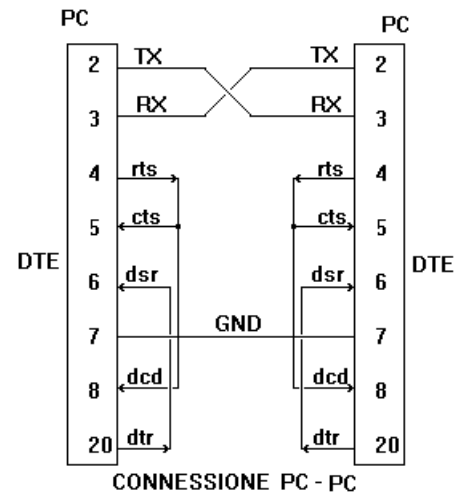 PC PC
2 TX TX 2
3 RX RX 3
4 rts rts 4
5 cts cts 5
DTE DTE
6 dsr dsr 6
7 GND 7
8 dcd dcd 8
20 dtr dtr 20
CONNESSIONE PC - PC